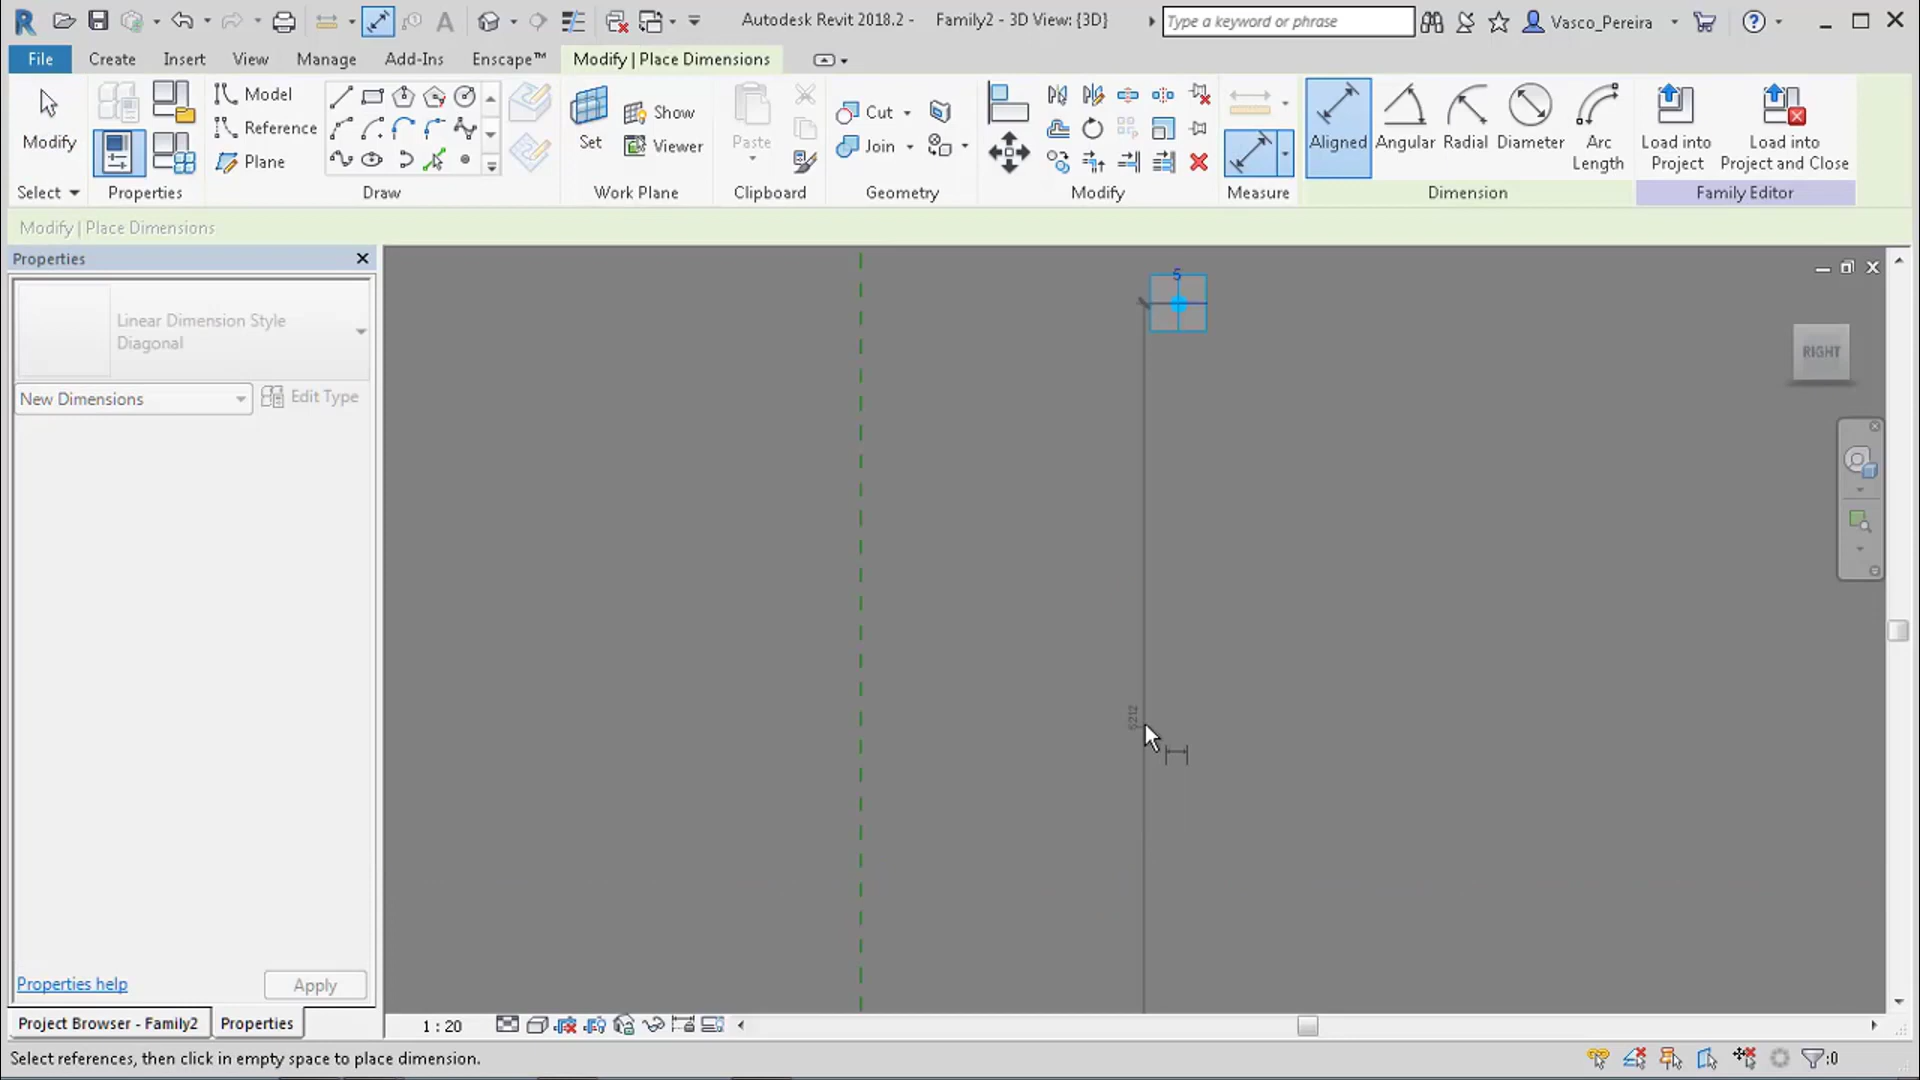 Autodesk Revit 2018.2 - Family2 - 3D View: {3D}
Type a keyword or phrase
Vasco_Pereira
File Create Insert View Manage Add-Ins Enscape™ Modify | Place Dimensions
Modify
Model
Reference
Plane
Set
Show
Viewer
Paste
Cut
Join
Aligned Angular Radial Diameter Arc Length
Load into Project
Load into Project and Close
Select Properties Draw Work Plane Clipboard Geometry Modify Measure Dimension Family Editor
Modify | Place Dimensions
Properties
Linear Dimension Style
Diagonal
New Dimensions
Edit Type
5
RIGHT
6212
Properties help
Apply
Project Browser - Family2 Properties
1 : 20
Select references, then click in empty space to place dimension.
:0